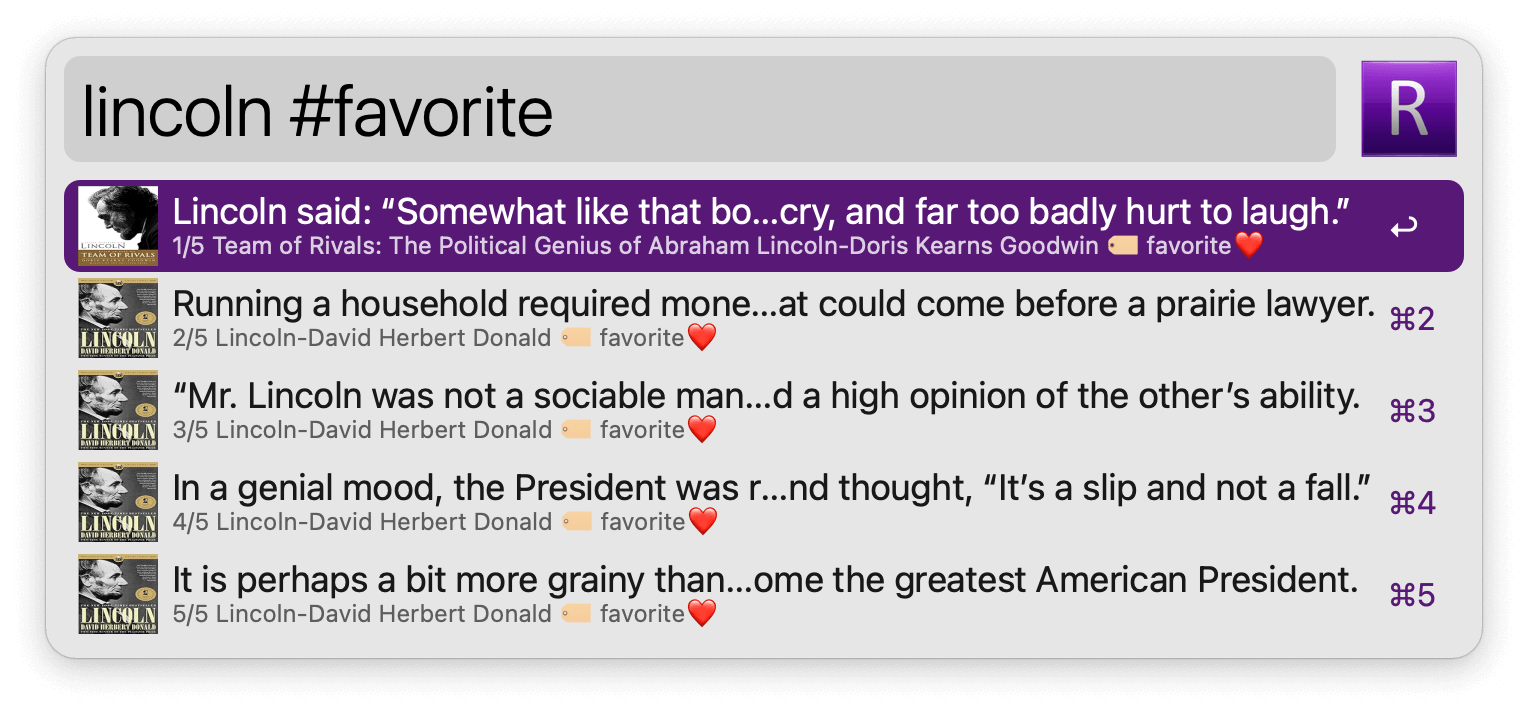 lincoln #favorite
R
Lincoln said: “Somewhat like that bo...cry, and far too badly hurt to laugh.”
1/5 Team of Rivals: The Political Genius of Abraham Lincoln-Doris Kearns Goodwin 🏷️ favorite❤️
LINCOLN
TEAM OF RIVALS
Running a household required mone...at could come before a prairie lawyer.
⌘2
2/5 Lincoln-David Herbert Donald 🏷️ favorite❤️
LINCOLN
DAVID HERBERT DONALD
“Mr. Lincoln was not a sociable man...d a high opinion of the other’s ability.
⌘3
3/5 Lincoln-David Herbert Donald 🏷️ favorite❤️
LINCOLN
DAVID HERBERT DONALD
In a genial mood, the President was r...nd thought, “It’s a slip and not a fall.”
⌘4
4/5 Lincoln-David Herbert Donald 🏷️ favorite❤️
LINCOLN
DAVID HERBERT DONALD
It is perhaps a bit more grainy than...ome the greatest American President.
⌘5
5/5 Lincoln-David Herbert Donald 🏷️ favorite❤️
LINCOLN
DAVID HERBERT DONALD